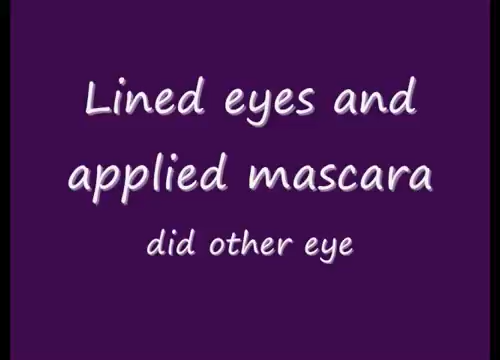 Lined eyes and
applied mascara
did other eye